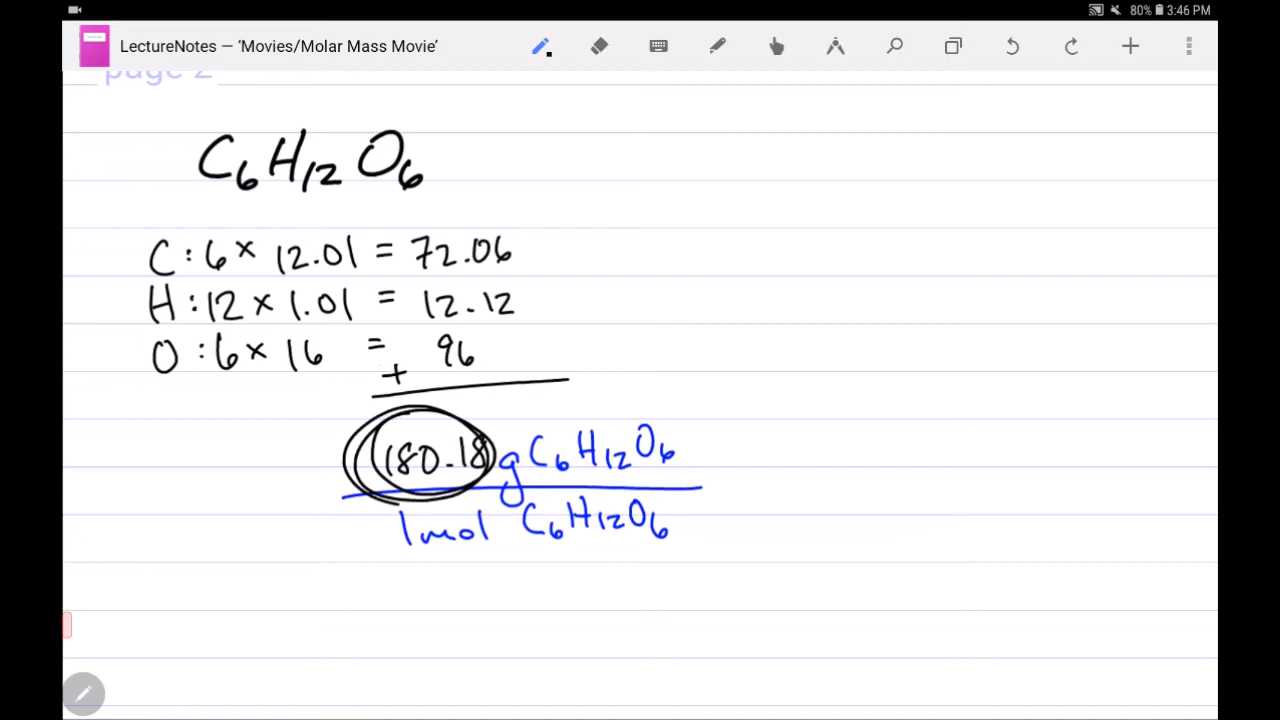 80% 3:46 PM
LectureNotes — ‘Movies/Molar Mass Movie’
page 2
C₆H₁₂O₆
C : 6 × 12.01 = 72.06
H : 12 × 1.01 = 12.12
O : 6 × 16 = 96
+
180.18 g C₆H₁₂O₆
1 mol C₆H₁₂O₆